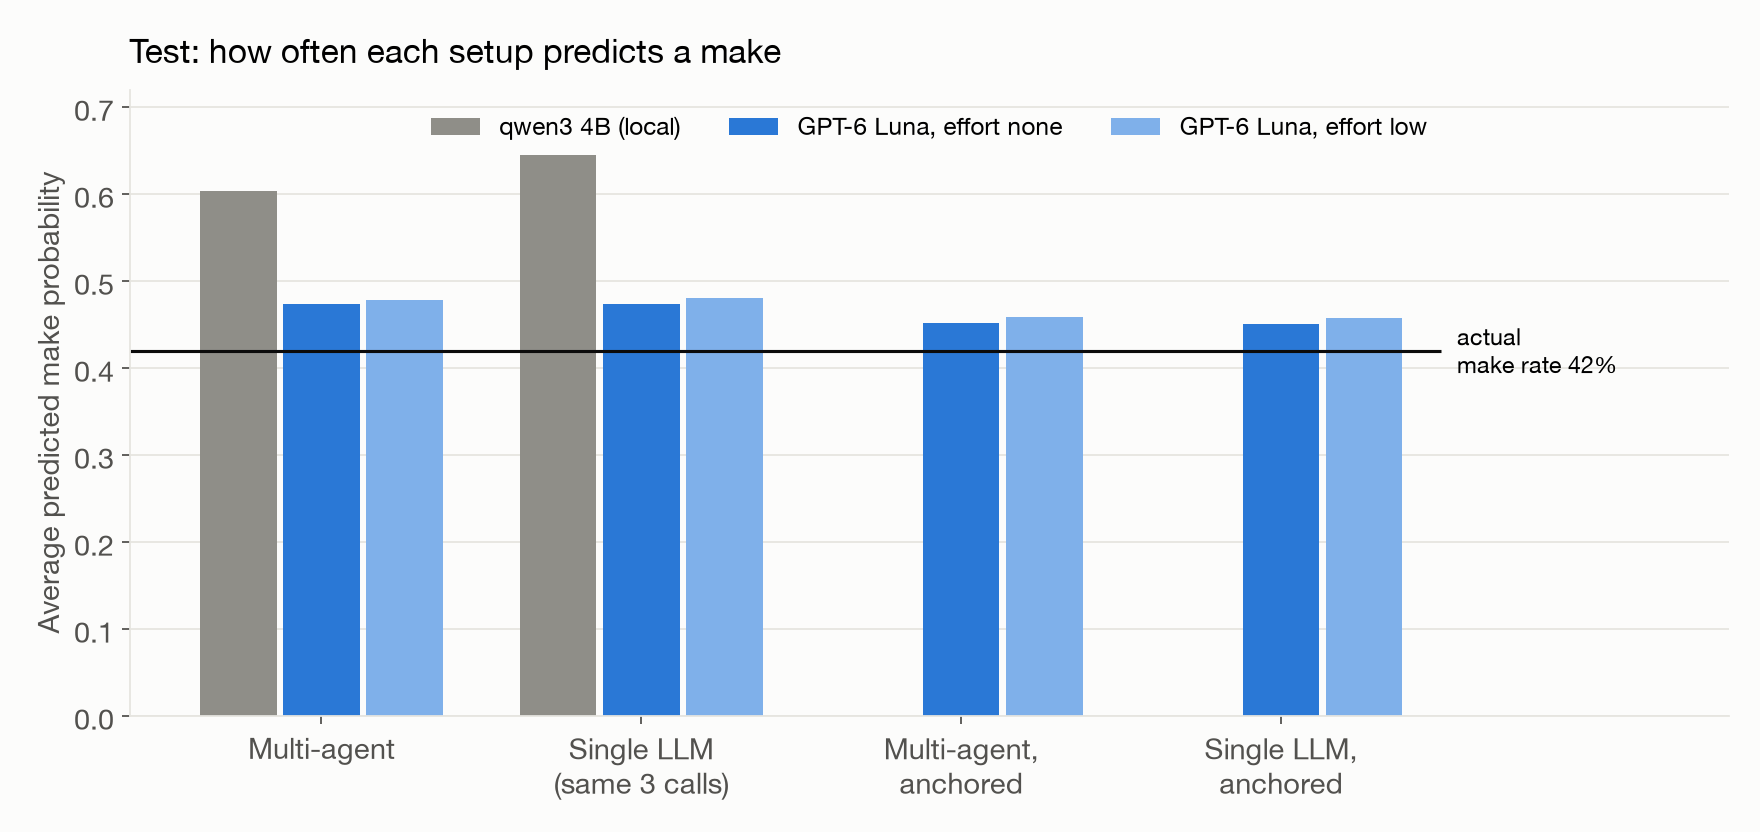 Test: how often each setup predicts a make
qwen3 4B (local)
GPT-6 Luna, effort none
GPT-6 Luna, effort low
Average predicted make probability
0.7
0.6
0.5
0.4
0.3
0.2
0.1
0.0
actual
make rate 42%
Multi-agent
Single LLM
(same 3 calls)
Multi-agent,
anchored
Single LLM,
anchored